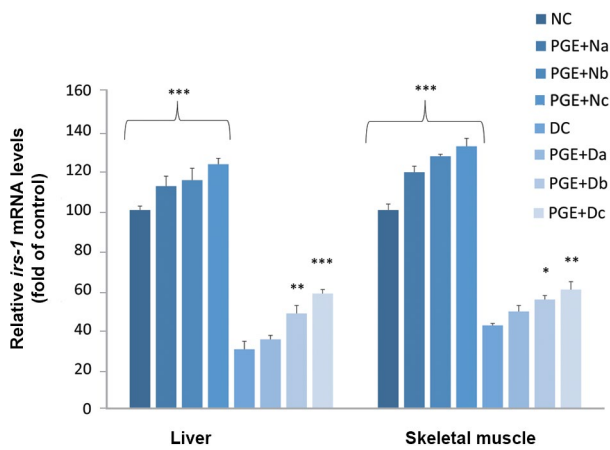 NC
PGE+Na
PGE+Nb
PGE+Nc
DC
PGE+Da
PGE+Db
PGE+Dc
Relative irs-1 mRNA levels
(fold of control)
160
140
120
100
80
60
40
20
0
***
**
***
***
*
**
Liver
Skeletal muscle